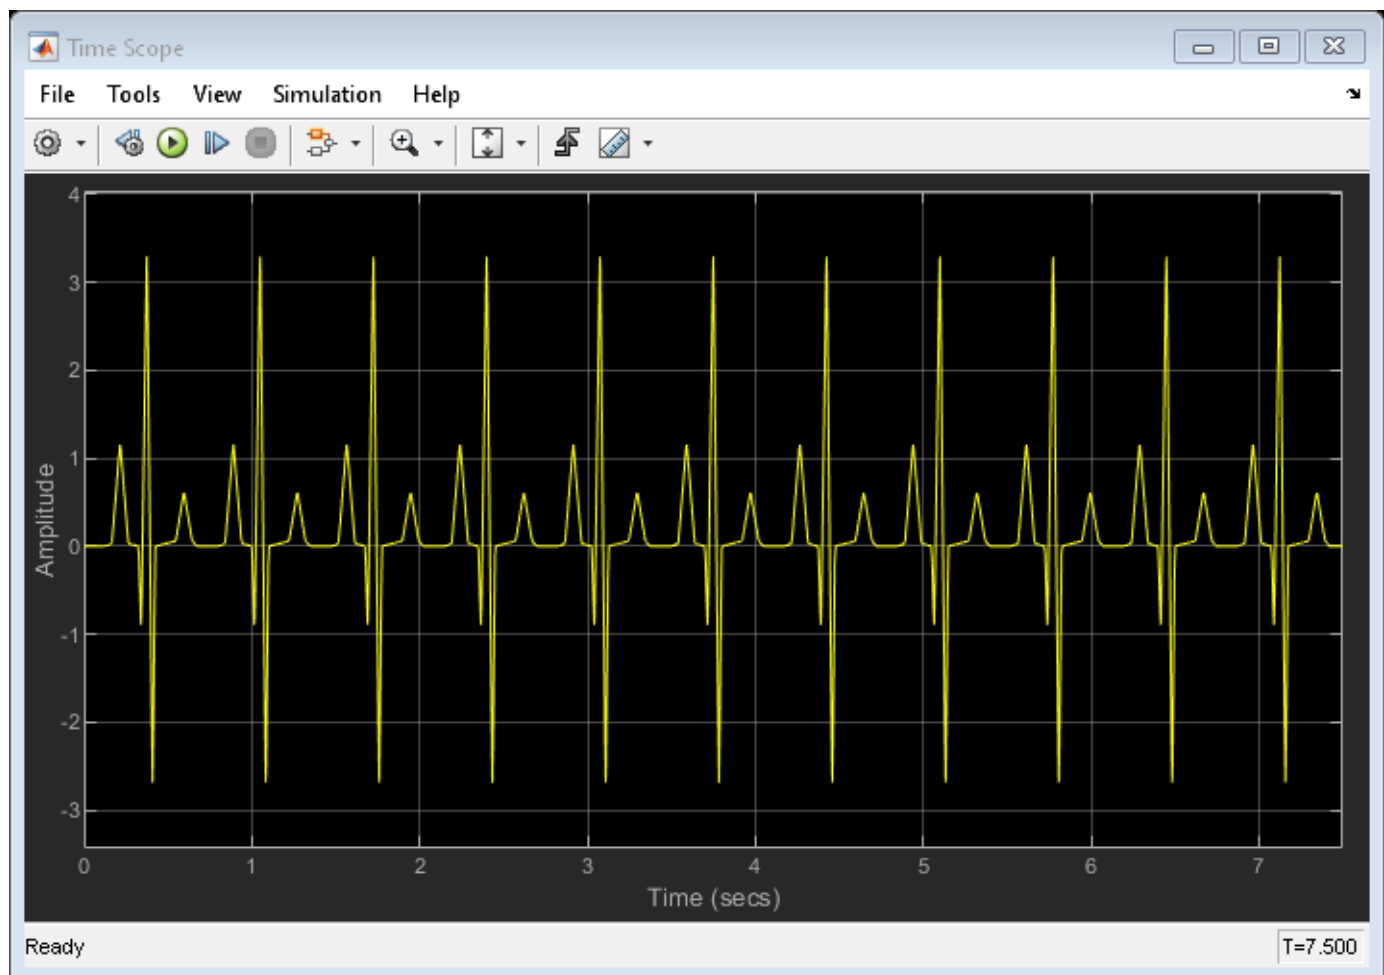 Time Scope
File Tools View Simulation Help
4
3
2
1
0
-1
-2
-3
Amplitude
0 1 2 3 4 5 6 7
Time (secs)
Ready T=7.500